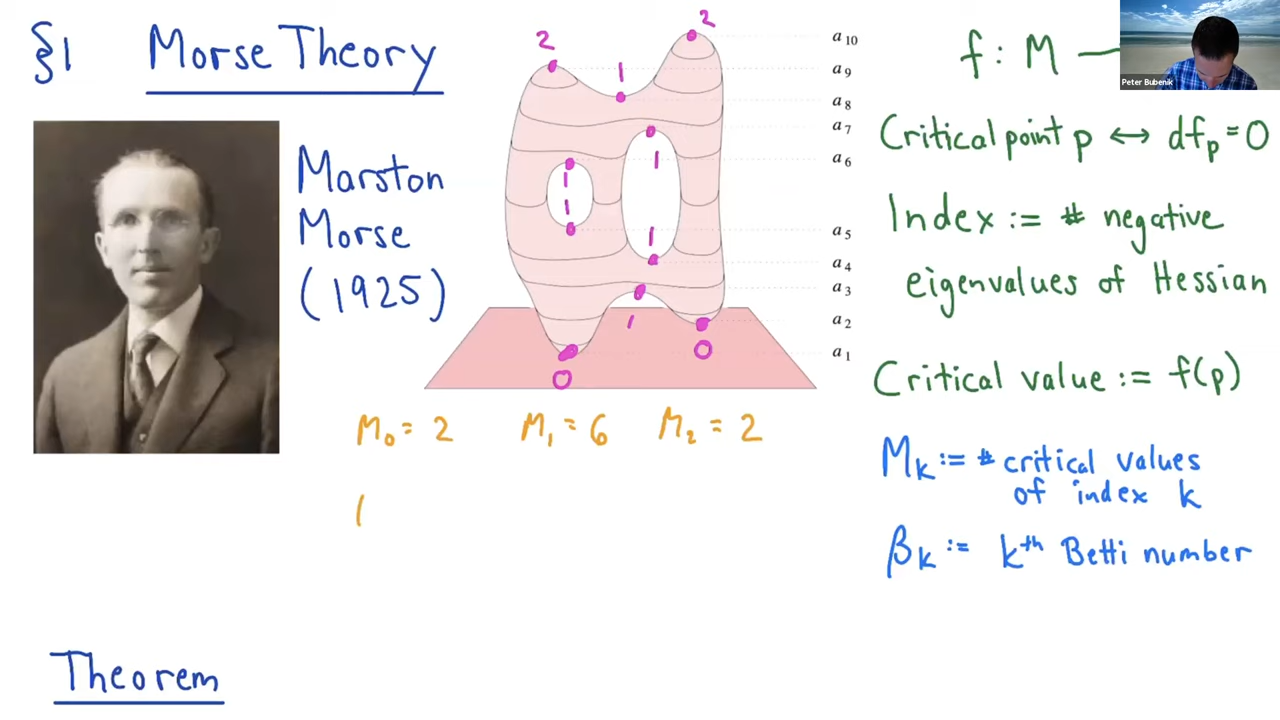 §1 Morse Theory
Marston
Morse
(1925)
2
2
1
1
1
1
1
1
0
0
a10
a9
a8
a7
a6
a5
a4
a3
a2
a1
M0 = 2 M1 = 6 M2 = 2
f : M
Peter Bubenik
Critical point p ↔ dfp = 0
Index := # negative
eigenvalues of Hessian
Critical value := f(p)
Mk := # critical values
of index k
βk := kth Betti number
Theorem